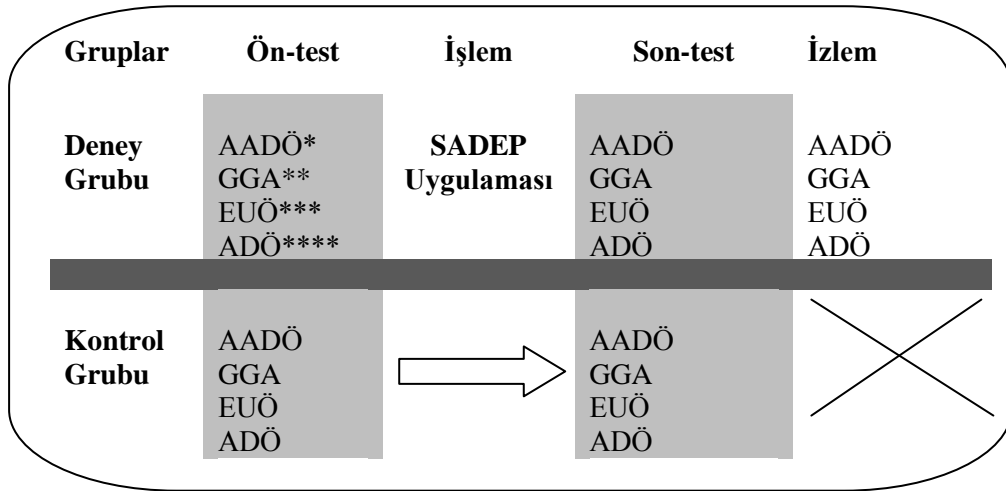 Gruplar Ön-test İşlem Son-test İzlem
Deney AADÖ* SADEP AADÖ AADÖ
Grubu GGA** Uygulaması GGA GGA
EUÖ*** EUÖ EUÖ
ADÖ**** ADÖ ADÖ
Kontrol AADÖ AADÖ
Grubu GGA GGA
EUÖ EUÖ
ADÖ ADÖ